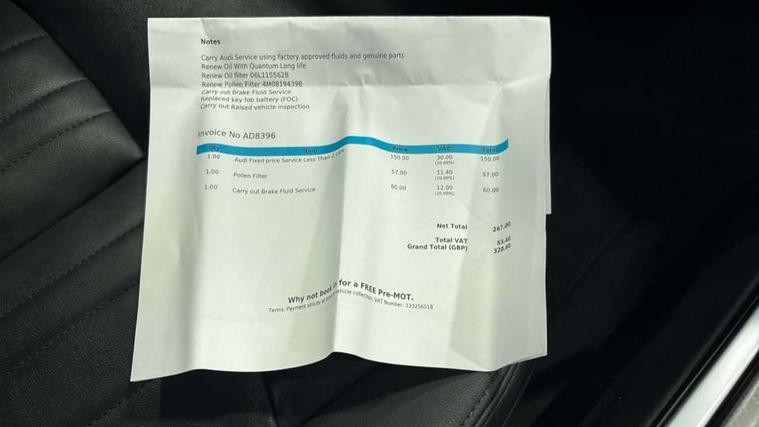 Notes
Carry Audi Service using factory approved fluids and genuine parts
Renew Oil With Quantum Long life
Renew Oil filter 06L115562B
Renew Pollen Filter 4M0819439B
Carry out Brake Fluid Service
Replaced key fob battery (FOC)
Carry out Raised vehicle inspection
Invoice No AD8396
Qty Item Price VAT Total
1.00 Audi Fixed price Service Less Than 2 Litre 150.00 30.00 150.00
(20.00%)
1.00 Pollen Filter 57.00 11.40 57.00
(20.00%)
1.00 Carry out Brake Fluid Service 60.00 12.00 60.00
(20.00%)
Net Total 267.00
Total VAT 53.40
Grand Total (GBP) 320.40
Why not book in for a FREE Pre-MOT.
Terms: Payment strictly vehicle collection, VAT Number: 333256518